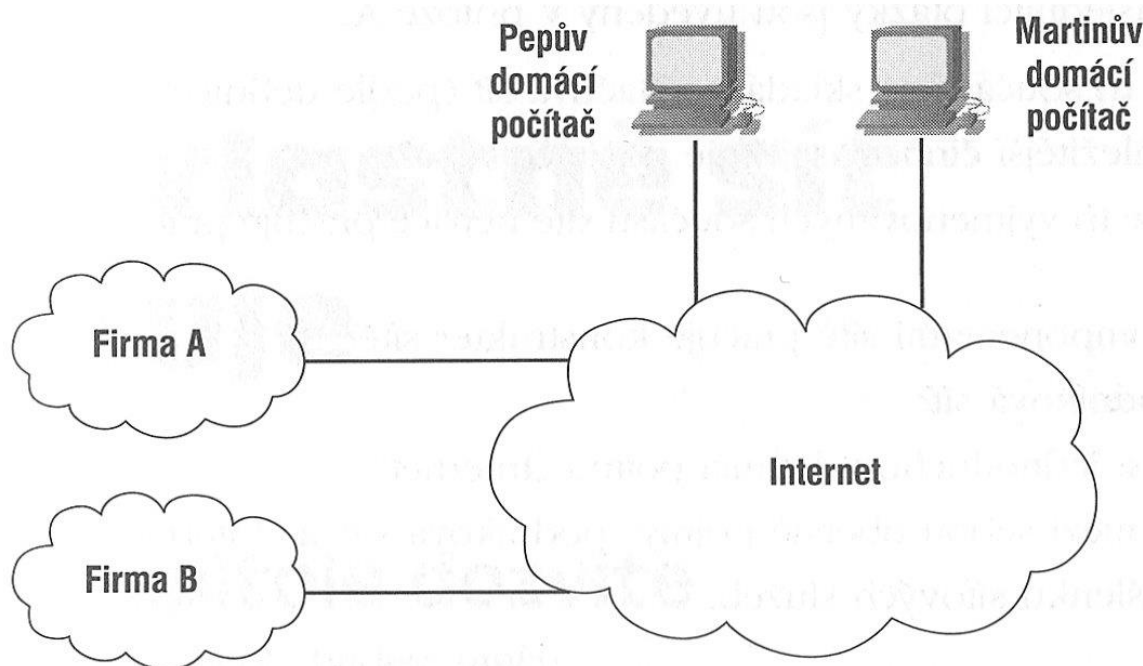 Pepův
domácí
počítač
Martinův
domácí
počítač
Firma A
Internet
Firma B